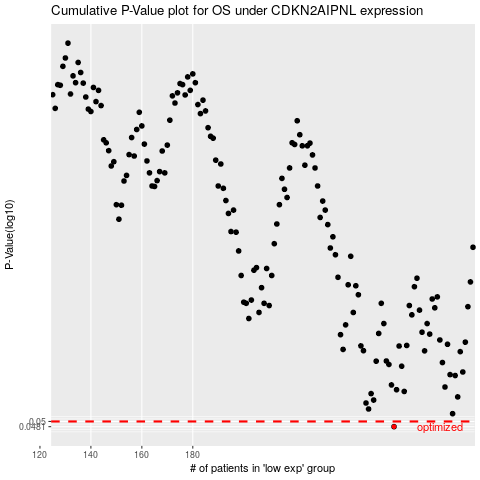 Cumulative P-Value plot for OS under CDKN2AIPNL expression
P-Value(log10)
0.05
0.0481
optimized
120 140 160 180
# of patients in 'low exp' group